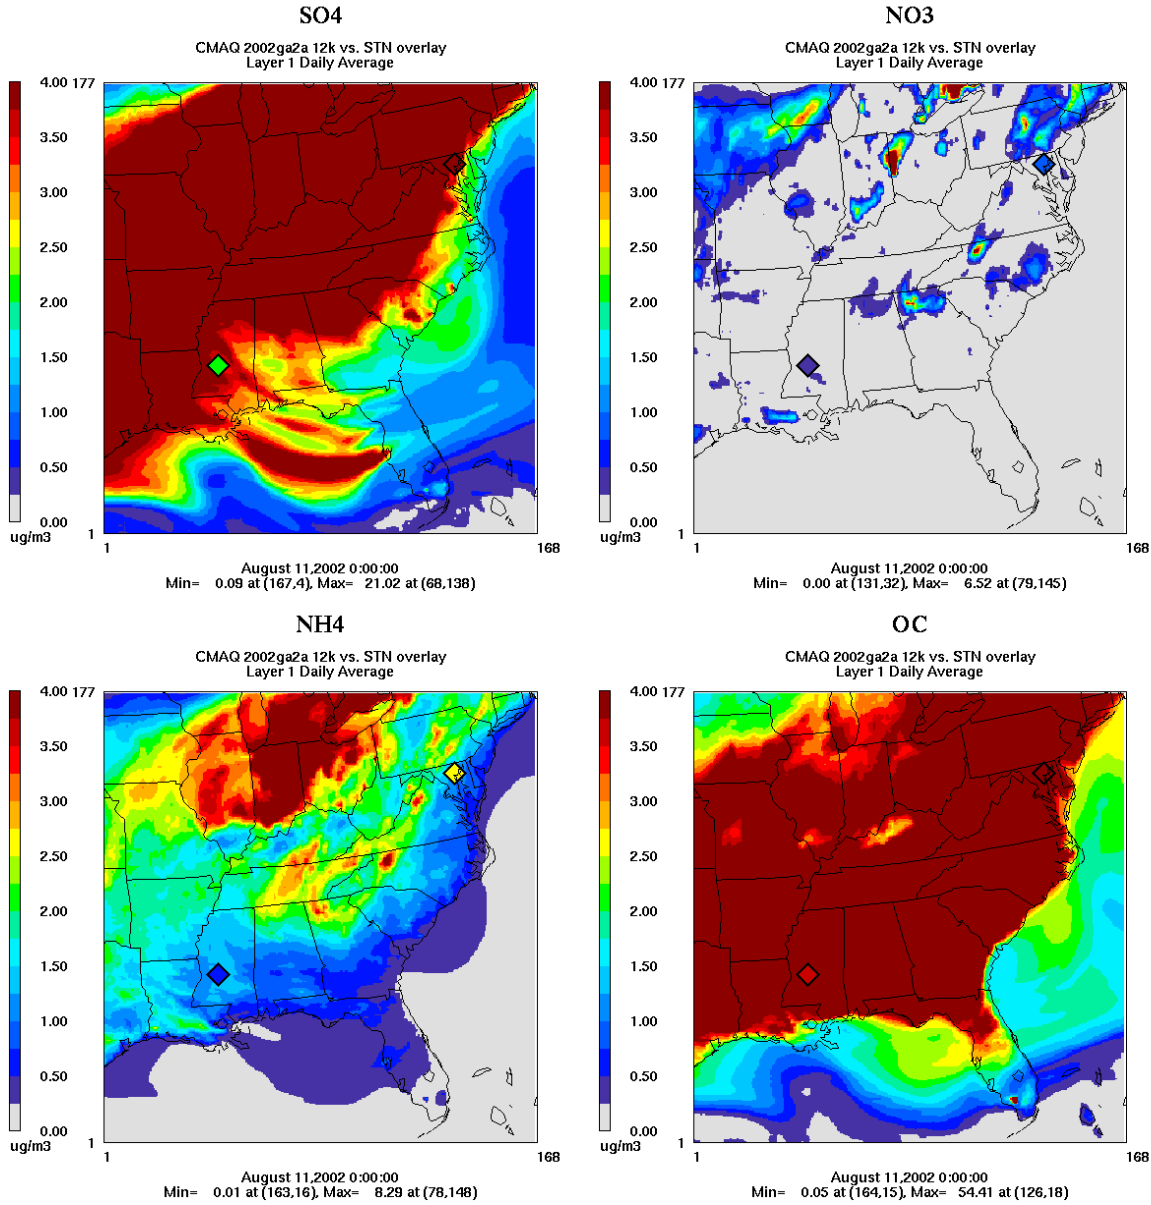 SO4
CMAQ 2002ga2a 12k vs. STN overlay
Layer 1 Daily Average
4.00 177
3.50
3.00
2.50
2.00
1.50
1.00
0.50
0.00
ug/m3
1
1
168
August 11,2002 0:00:00
Min= 0.09 at (167,4), Max= 21.02 at (68,138)
NO3
CMAQ 2002ga2a 12k vs. STN overlay
Layer 1 Daily Average
4.00 177
3.50
3.00
2.50
2.00
1.50
1.00
0.50
0.00
ug/m3
1
1
168
August 11,2002 0:00:00
Min= 0.00 at (131,32), Max= 6.52 at (79,145)
NH4
CMAQ 2002ga2a 12k vs. STN overlay
Layer 1 Daily Average
4.00 177
3.50
3.00
2.50
2.00
1.50
1.00
0.50
0.00
ug/m3
1
1
168
August 11,2002 0:00:00
Min= 0.01 at (163,16), Max= 8.29 at (78,148)
OC
CMAQ 2002ga2a 12k vs. STN overlay
Layer 1 Daily Average
4.00 177
3.50
3.00
2.50
2.00
1.50
1.00
0.50
0.00
ug/m3
1
1
168
August 11,2002 0:00:00
Min= 0.05 at (164,15), Max= 54.41 at (126,18)